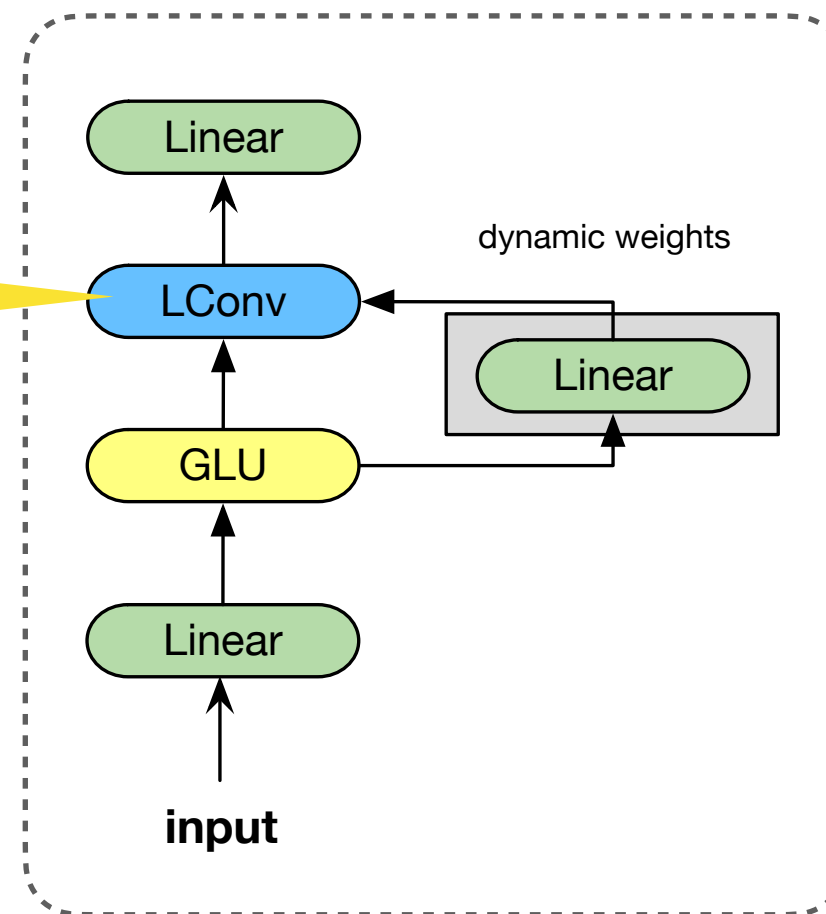 Linear
dynamic weights
LConv
Linear
GLU
Linear
input